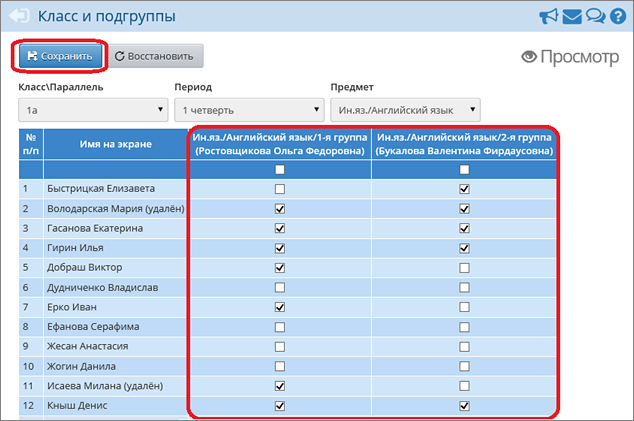 Класс и подгруппы
Сохранить
Восстановить
Просмотр
Класс\Параллель Период Предмет
1а 1 четверть Ин.яз./Английский язык
№ п/п Имя на экране Ин.яз./Английский язык/1-я группа (Ростовщикова Ольга Федоровна) Ин.яз./Английский язык/2-я группа (Букалова Валентина Фирдаусовна)
1 Быстрицкая Елизавета
2 Володарская Мария (удалён)
3 Гасанова Екатерина
4 Гирин Илья
5 Добраш Виктор
6 Дудниченко Владислав
7 Ерко Иван
8 Ефанова Серафима
9 Жесан Анастасия
10 Жогин Данила
11 Исаева Милана (удалён)
12 Кныш Денис